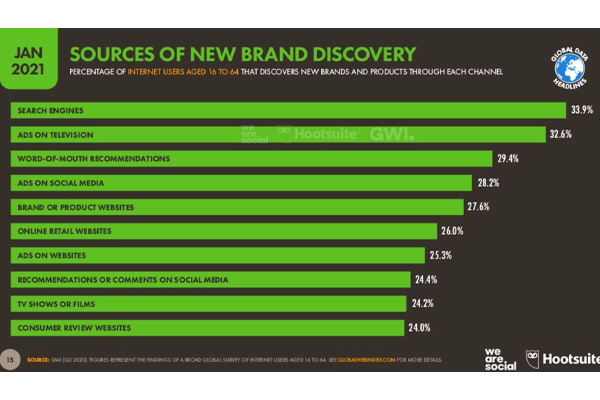 JAN
2021
SOURCES OF NEW BRAND DISCOVERY
PERCENTAGE OF INTERNET USERS AGED 16 TO 64 THAT DISCOVERS NEW BRANDS AND PRODUCTS THROUGH EACH CHANNEL
GLOBAL DATA
HEADLINES
SEARCH ENGINES 33.9%
ADS ON TELEVISION 32.6%
we are. social Hootsuite GWI.
WORD-OF-MOUTH RECOMMENDATIONS 29.4%
ADS ON SOCIAL MEDIA 28.2%
BRAND OR PRODUCT WEBSITES 27.6%
ONLINE RETAIL WEBSITES 26.0%
ADS ON WEBSITES 25.3%
RECOMMENDATIONS OR COMMENTS ON SOCIAL MEDIA 24.4%
TV SHOWS OR FILMS 24.2%
CONSUMER REVIEW WEBSITES 24.0%
15 SOURCE: GWI (Q3 2020). FIGURES REPRESENT THE FINDINGS OF A BROAD GLOBAL SURVEY OF INTERNET USERS AGED 16 TO 64. SEE GLOBALWEBINDEX.COM FOR MORE DETAILS.
we
are.
social
Hootsuite